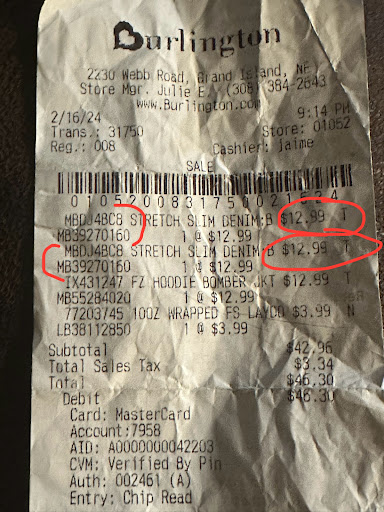 Burlington
2230 Webb Road, Grand Island, NE
Store Mgr. Julie E. (308) 384-2643
www.Burlington.com
2/16/24 9:14 PM
Trans.: 31750 Store: 01052
Reg.: 008 Cashier: jaime
SALE
MBDJ4BC8 STRETCH SLIM DENIM:B $12.99 T
MB39270160 1 @ $12.99
MBDJ4BC8 STRETCH SLIM DENIM:B $12.99 T
MB39270160 1 @ $12.99
TX431247 FZ HOODIE BOMBER JKT $12.99 T
MB55284020 1 @ $12.99
77203745 10OZ WRAPPED FS LAYDD $3.99 N
LB38112850 1 @ $3.99
Subtotal $42.96
Total Sales Tax $3.34
Total $46.30
Debit $46.30
Card: MasterCard
Account:7958
AID: A0000000042203
CVM: Verified By Pin
Auth: 002461 (A)
Entry: Chip Read